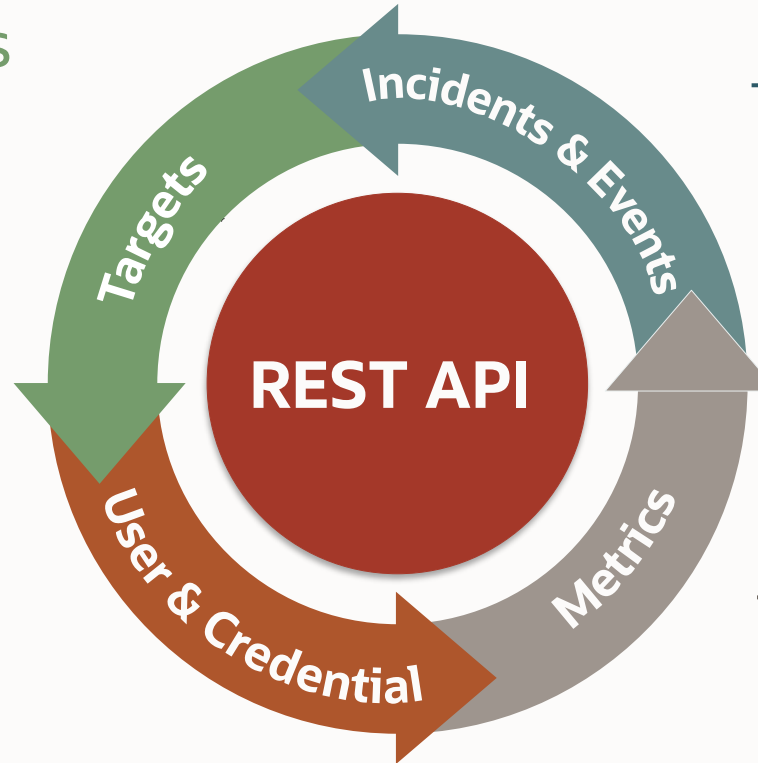 Incidents & Events
Targets
REST API
User & Credential
Metrics